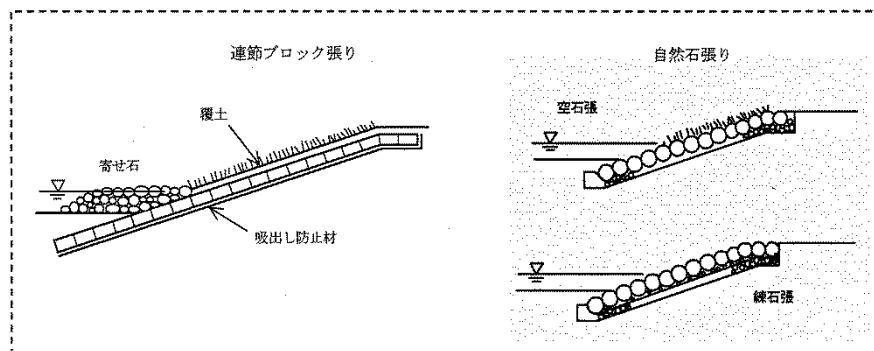 連節ブロック張り
覆土
寄せ石
吸出し防止材
自然石張り
空石張
練石張